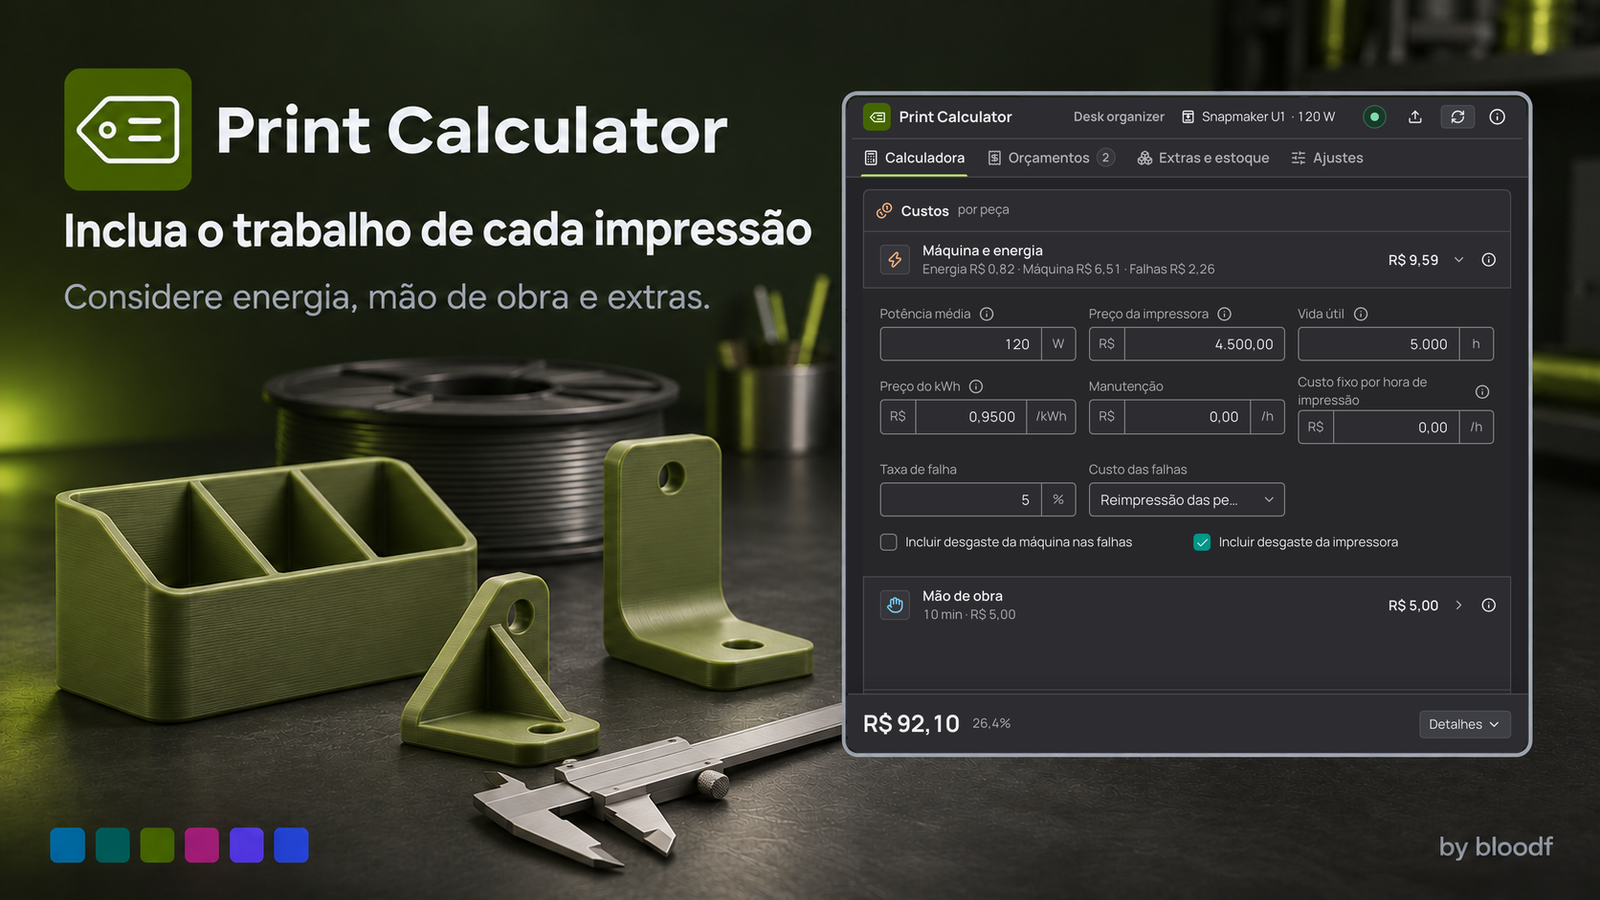 Print Calculator
Inclua o trabalho de cada impressão
Considere energia, mão de obra e extras.
Print Calculator
Desk organizer
Snapmaker U1 · 120 W
Calculadora
Orçamentos 2
Extras e estoque
Ajustes
Custos por peça
Máquina e energia
Energia R$ 0,82 · Máquina R$ 6,51 · Falhas R$ 2,26
R$ 9,59
Potência média
Preço da impressora
Vida útil
120 W
R$ 4.500,00
5.000 h
Preço do kWh
Manutenção
Custo fixo por hora de
impressão
R$ 0,9500 /kWh
R$ 0,00 /h
R$ 0,00 /h
Taxa de falha
Custo das falhas
5 %
Reimpressão das pe...
Incluir desgaste da máquina nas falhas
Incluir desgaste da impressora
Mão de obra
10 min · R$ 5,00
R$ 5,00
R$ 92,10 26,4%
Detalhes
by bloodf